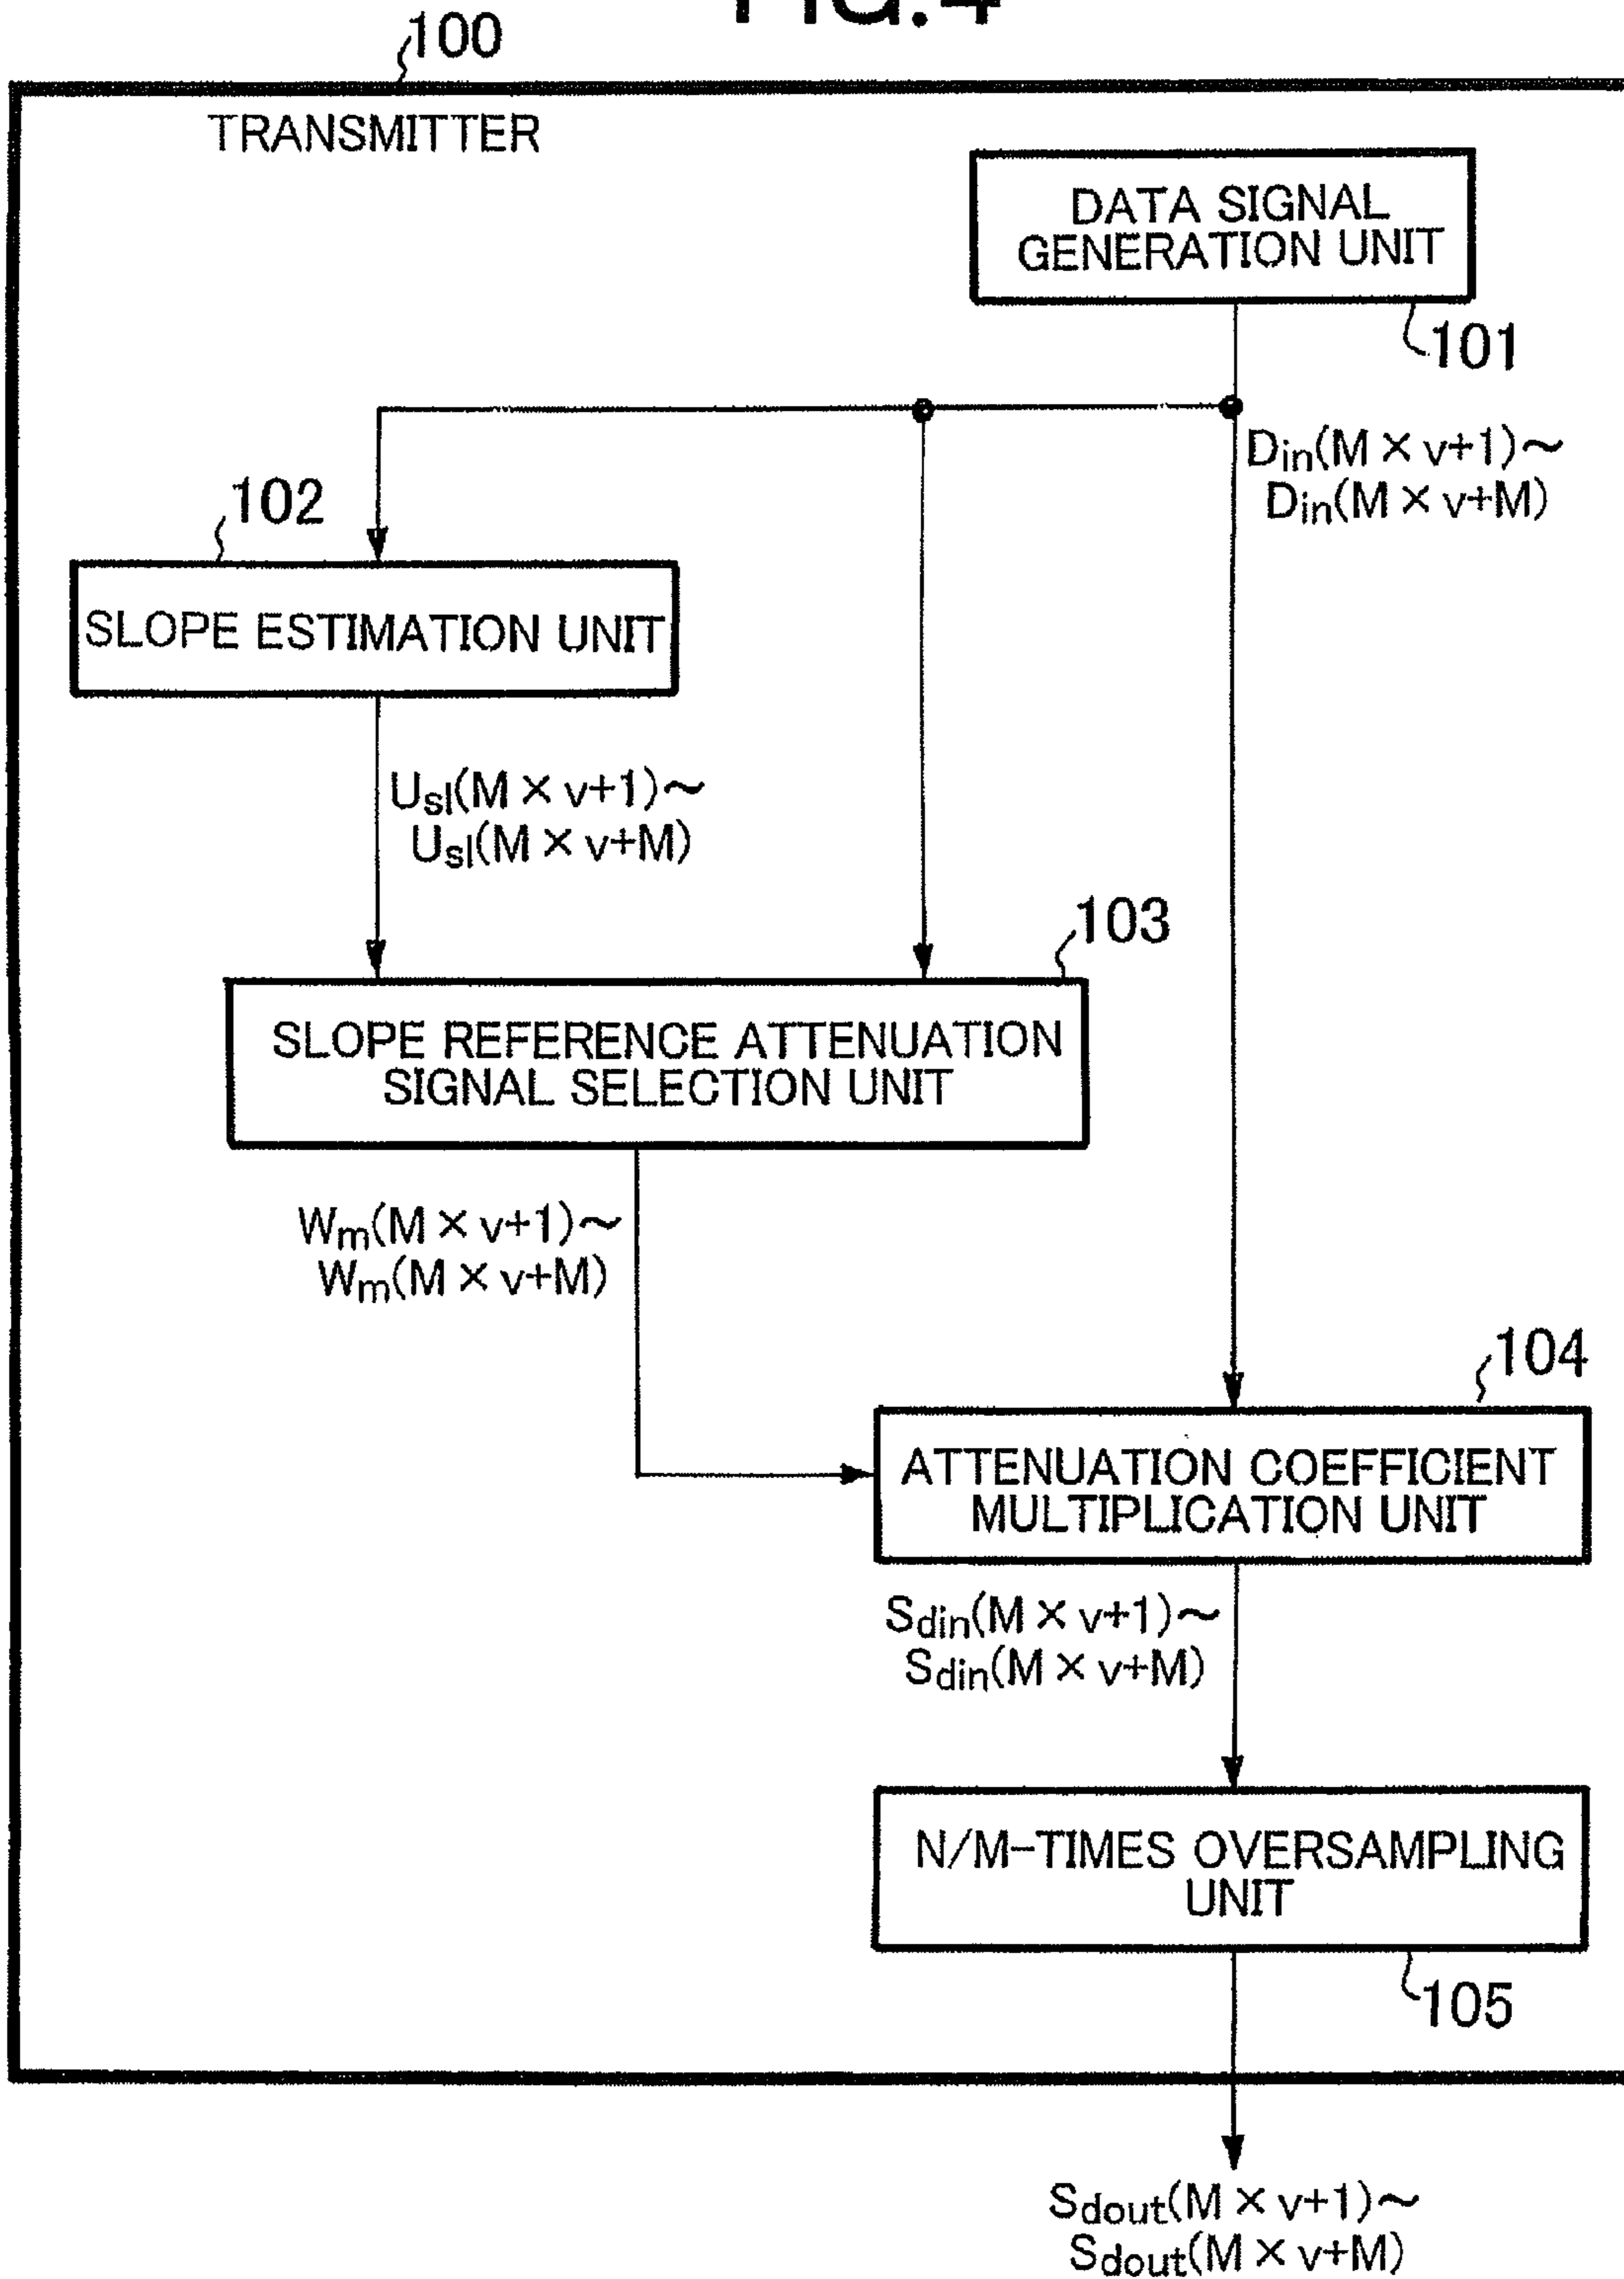 FIG.4
100
TRANSMITTER
DATA SIGNAL
GENERATION UNIT
101
Din(M × v+1)~
Din(M × v+M)
102
SLOPE ESTIMATION UNIT
Usl(M × v+1)~
Usl(M × v+M)
103
SLOPE REFERENCE ATTENUATION
SIGNAL SELECTION UNIT
Wm(M × v+1)~
Wm(M × v+M)
104
ATTENUATION COEFFICIENT
MULTIPLICATION UNIT
Sdin(M × v+1)~
Sdin(M × v+M)
N/M-TIMES OVERSAMPLING
UNIT
105
Sdout(M × v+1)~
Sdout(M × v+M)